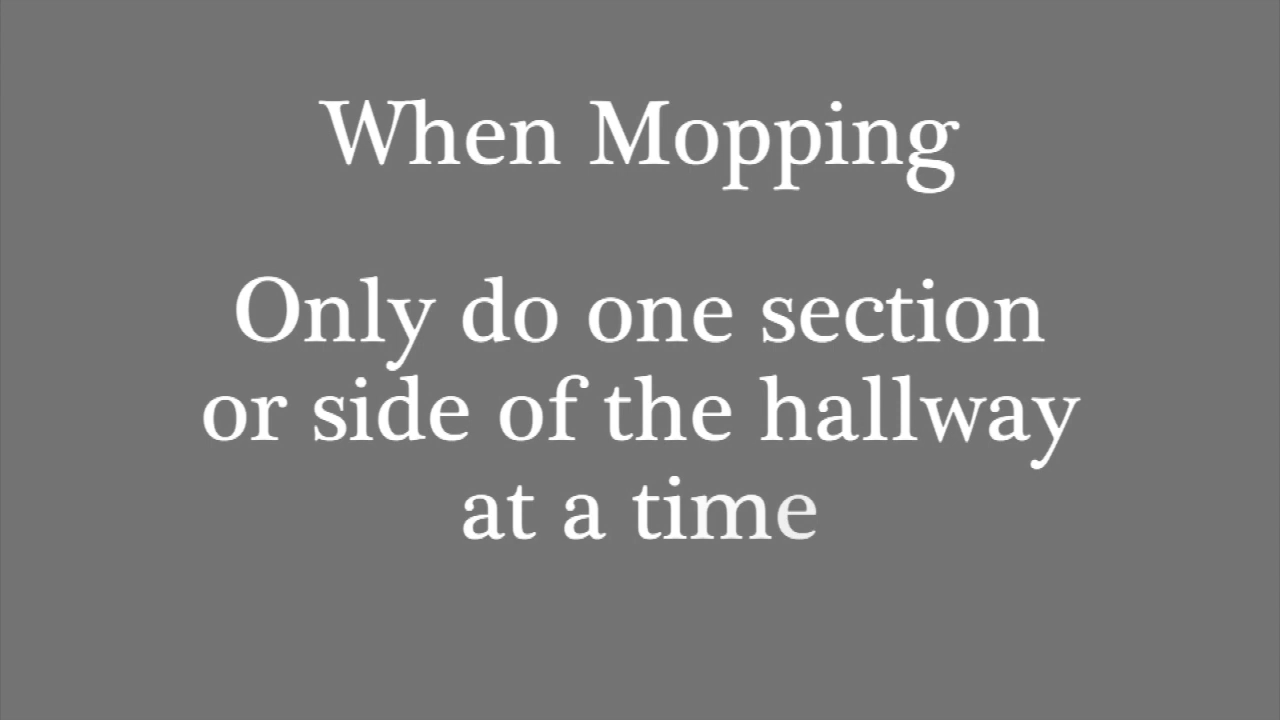 When Mopping
Only do one section
or side of the hallway
at a time